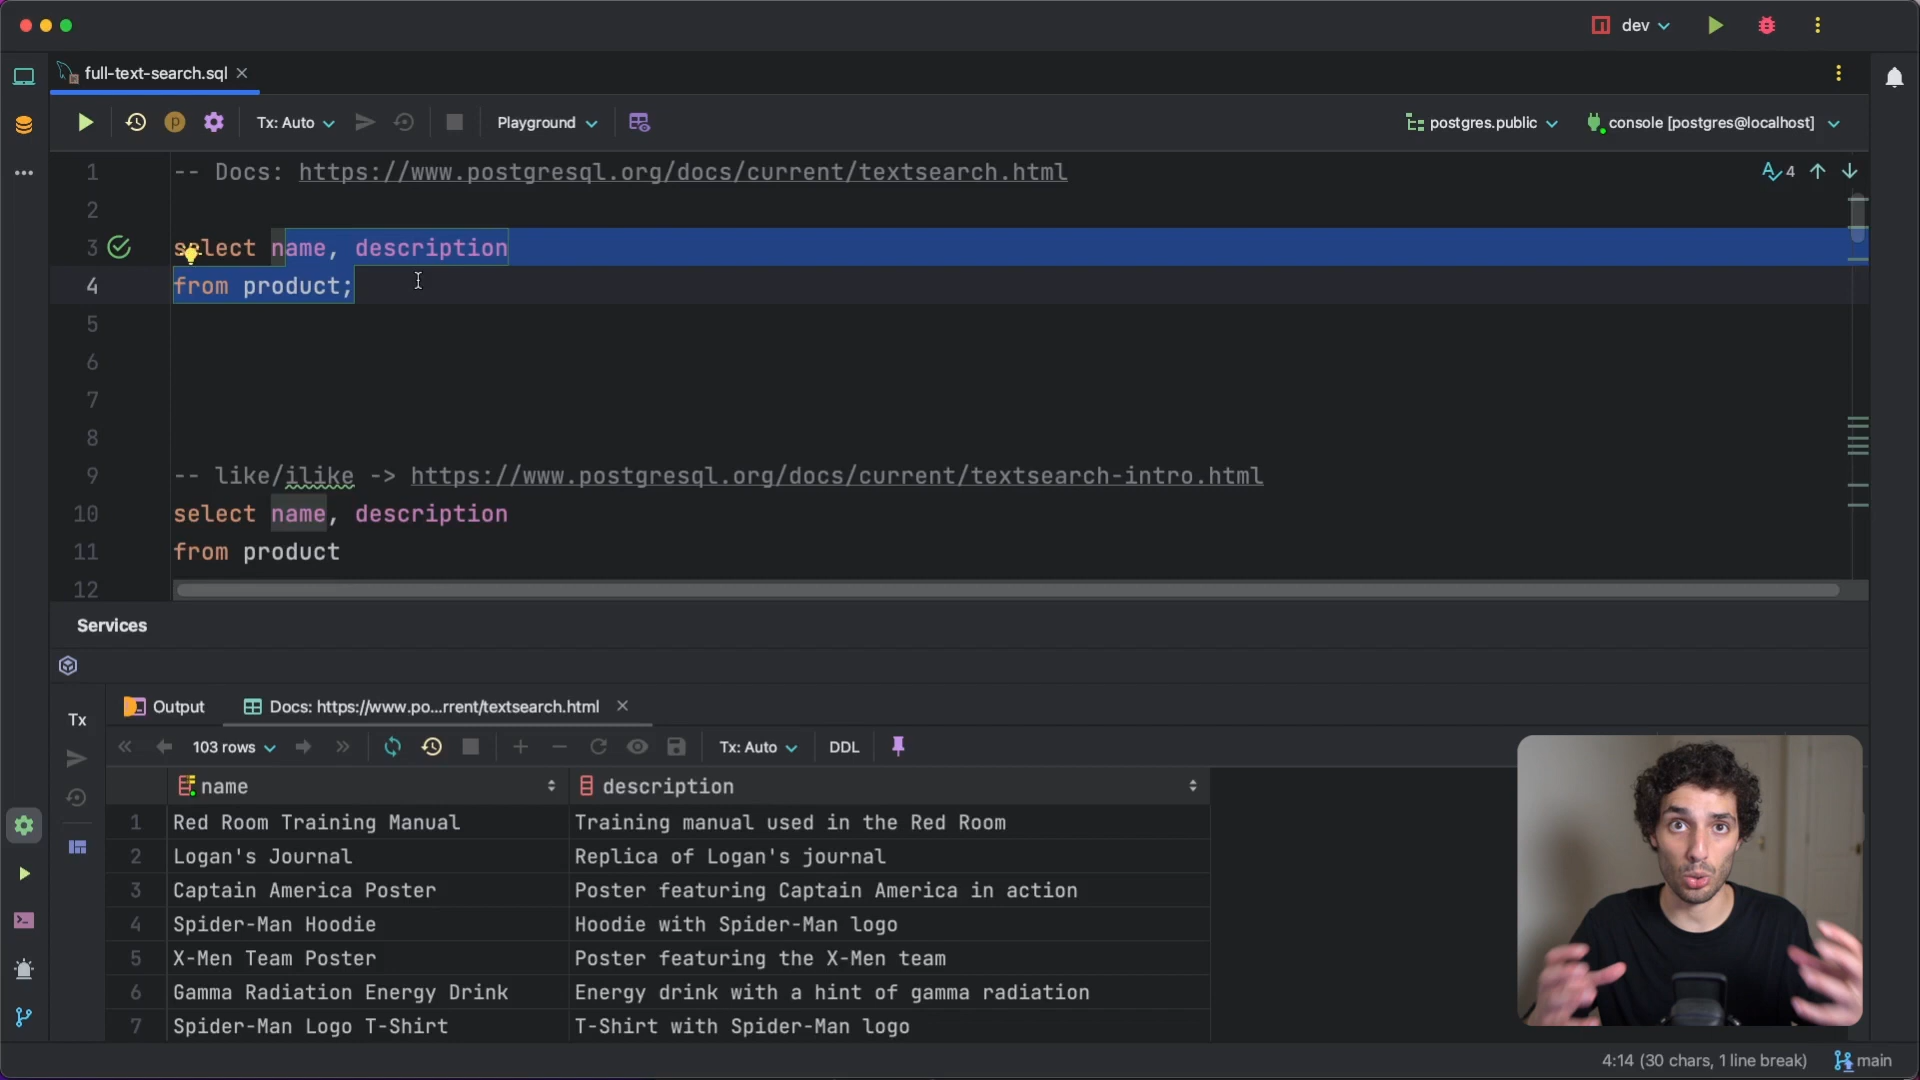 dev
full-text-search.sql
Tx: Auto
Playground
postgres.public
console [postgres@localhost]
1 -- Docs: https://www.postgresql.org/docs/current/textsearch.html
4
2
3 select name, description
4 from product;
5
6
7
8
9 -- like/ilike -> https://www.postgresql.org/docs/current/textsearch-intro.html
10 select name, description
11 from product
12
Services
Tx
Output
Docs: https://www.po...rrent/textsearch.html
103 rows
Tx: Auto
DDL
name description
1 Red Room Training Manual Training manual used in the Red Room
2 Logan's Journal Replica of Logan's journal
3 Captain America Poster Poster featuring Captain America in action
4 Spider-Man Hoodie Hoodie with Spider-Man logo
5 X-Men Team Poster Poster featuring the X-Men team
6 Gamma Radiation Energy Drink Energy drink with a hint of gamma radiation
7 Spider-Man Logo T-Shirt T-Shirt with Spider-Man logo
4:14 (30 chars, 1 line break)
main